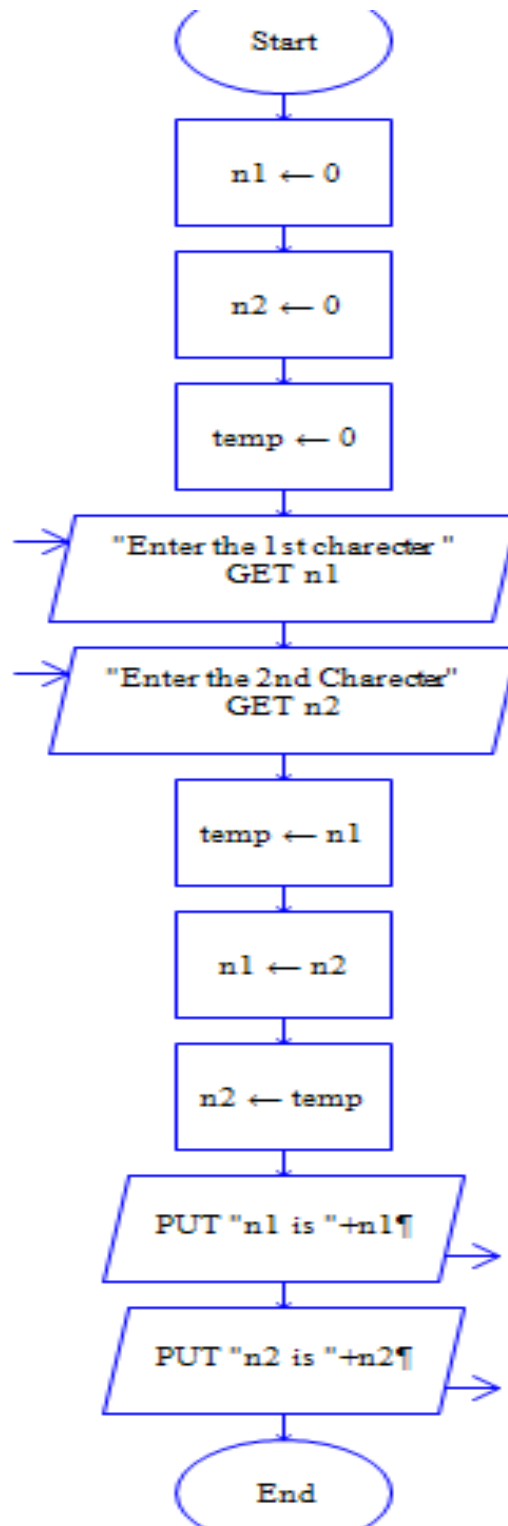 Start
n1 ← 0
n2 ← 0
temp ← 0
"Enter the 1st charecter "
GET n1
"Enter the 2nd Charecter"
GET n2
temp ← n1
n1 ← n2
n2 ← temp
PUT "n1 is "+n1¶
PUT "n2 is "+n2¶
End